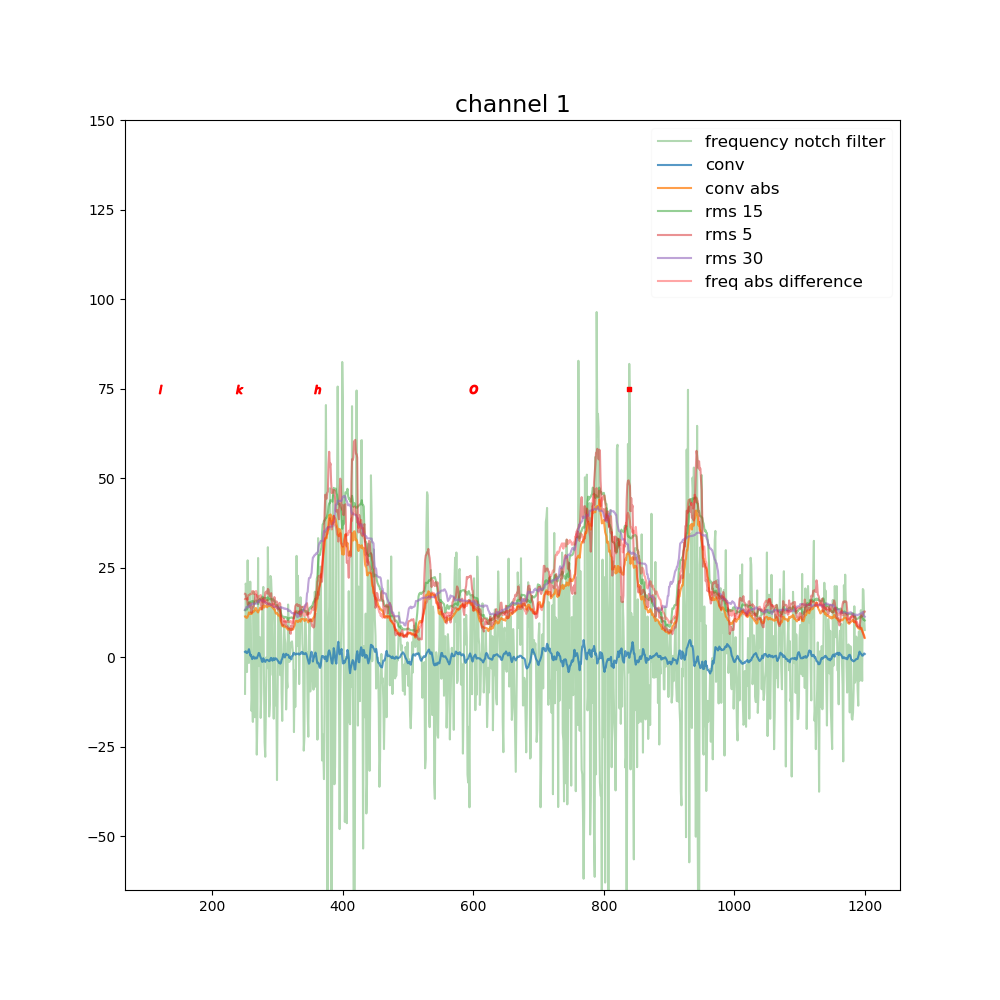 channel 1
150
125
100
75
50
25
0
−25
−50
frequency notch filter
conv
conv abs
rms 15
rms 5
rms 30
freq abs difference
l k h O
200 400 600 800 1000 1200